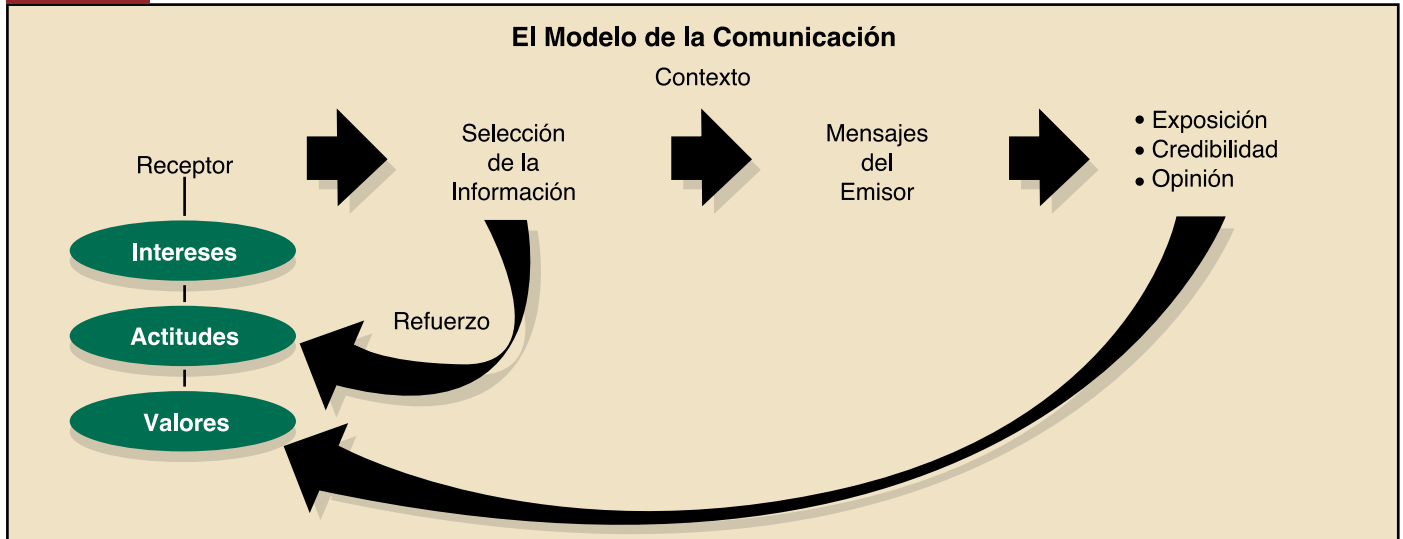 El Modelo de la Comunicación
Contexto
Receptor
Intereses
Actitudes
Valores
Selección
de la
Información
Refuerzo
Mensajes
del
Emisor
• Exposición
• Credibilidad
• Opinión